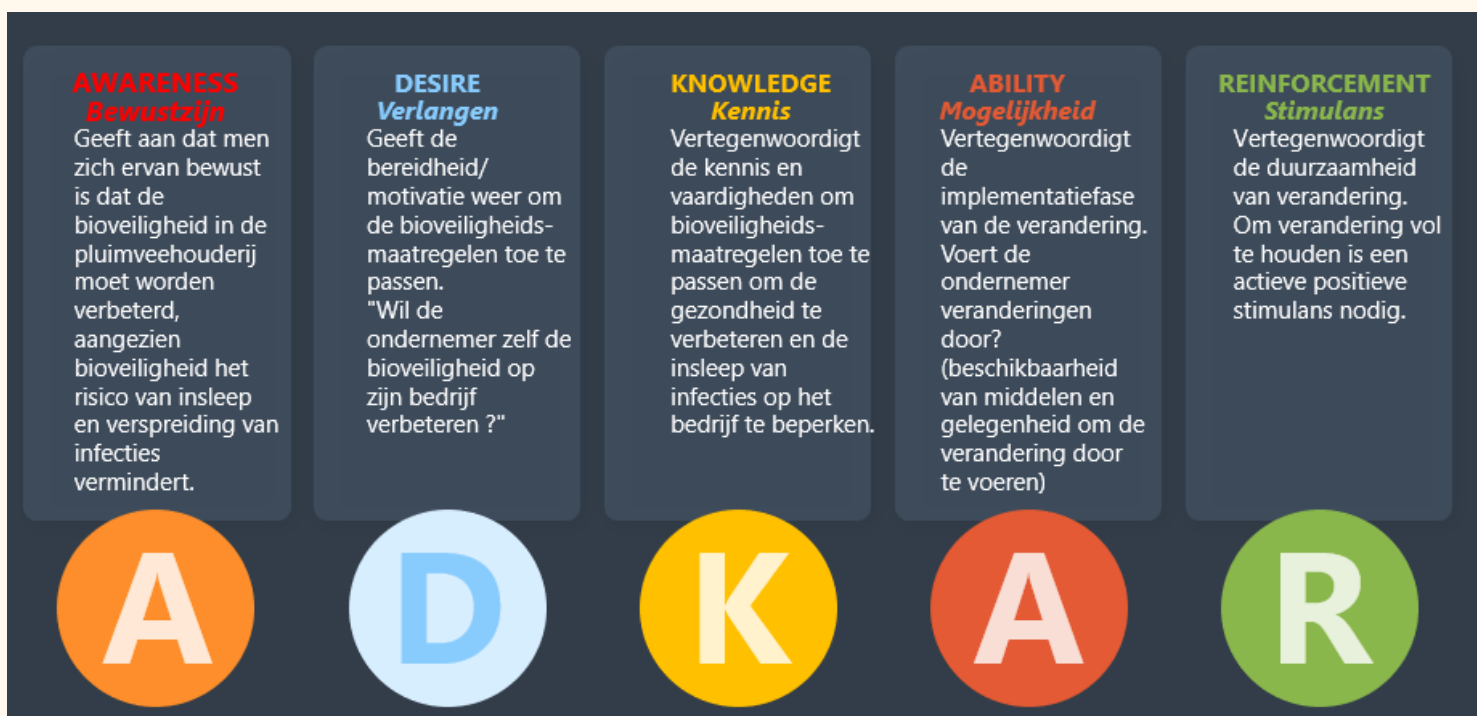 AWARENESS
Bewustzijn
Geeft aan dat men
zich ervan bewust
is dat de
bioveiligheid in de
pluimveehouderij
moet worden
verbeterd,
aangezien
bioveiligheid het
risico van insleep
en verspreiding van
infecties
vermindert.
A
DESIRE
Verlangen
Geeft de
bereidheid/
motivatie weer om
de bioveiligheids-
maatregelen toe te
passen.
"Wil de
ondernemer zelf de
bioveiligheid op
zijn bedrijf
verbeteren ?"
D
KNOWLEDGE
Kennis
Vertegenwoordigt
de kennis en
vaardigheden om
bioveiligheids-
maatregelen toe te
passen om de
gezondheid te
verbeteren en de
insleep van
infecties op het
bedrijf te beperken.
K
ABILITY
Mogelijkheid
Vertegenwoordigt
de
implementatiefase
van de verandering.
Voert de
ondernemer
veranderingen
door?
(beschikbaarheid
van middelen en
gelegenheid om de
verandering door
te voeren)
A
REINFORCEMENT
Stimulans
Vertegenwoordigt
de duurzaamheid
van verandering.
Om verandering vol
te houden is een
actieve positieve
stimulans nodig.
R